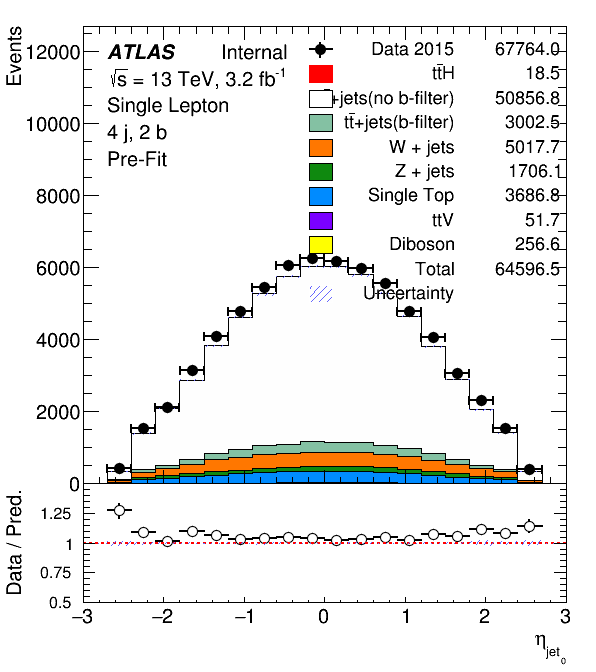 Events
12000
10000
8000
6000
4000
2000
0
ATLAS Internal
√s = 13 TeV, 3.2 fb⁻¹
Single Lepton
4 j, 2 b
Pre-Fit
Data 2015 67764.0
tt̄H 18.5
+jets(no b-filter) 50856.8
tt̄+jets(b-filter) 3002.5
W + jets 5017.7
Z + jets 1706.1
Single Top 3686.8
ttV 51.7
Diboson 256.6
Total 64596.5
Uncertainty
Data / Pred.
1.25
1
0.75
0.5
−3 −2 −1 0 1 2 3
η_jet₀